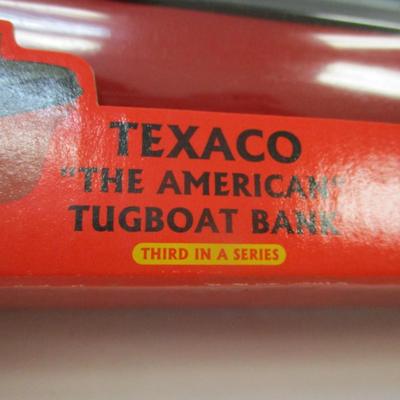 TEXACO
"THE AMERICAN"
TUGBOAT BANK
THIRD IN A SERIES